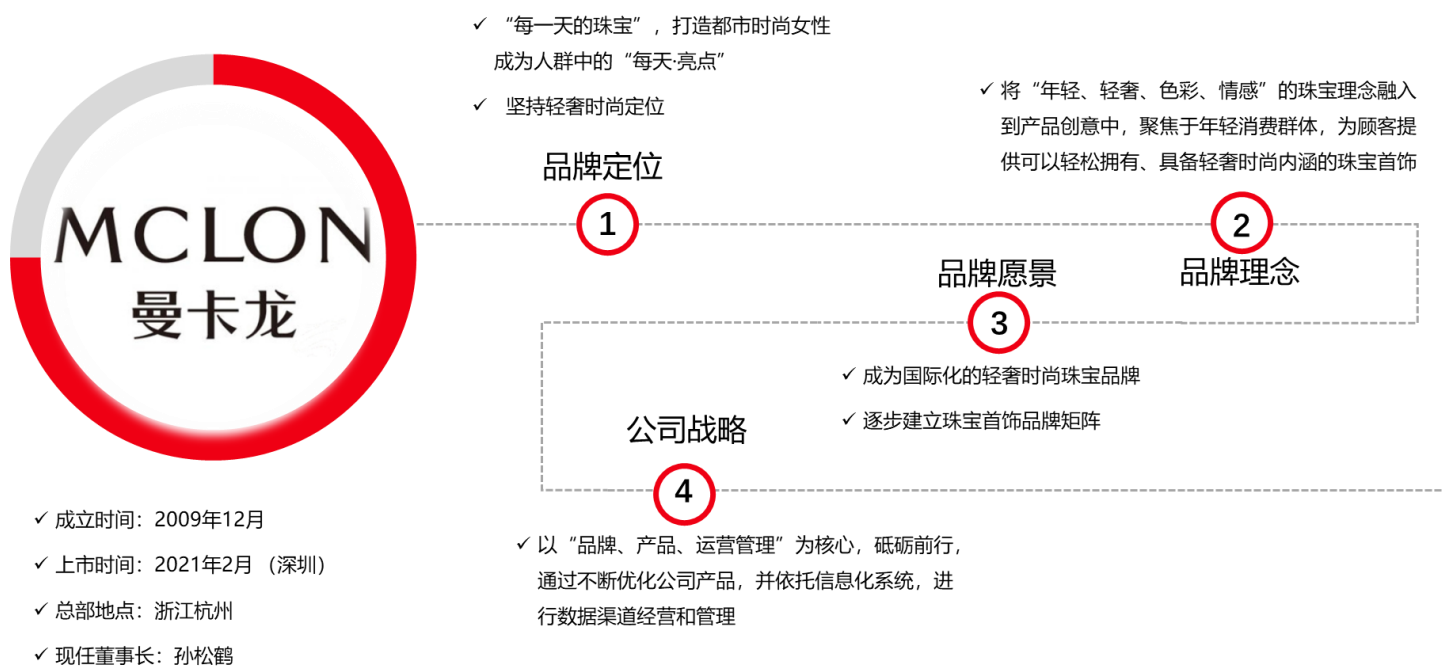 MCLON
曼卡龙
✓ 成立时间：2009年12月
✓ 上市时间：2021年2月 （深圳）
✓ 总部地点：浙江杭州
✓ 现任董事长：孙松鹤
✓ “每一天的珠宝”，打造都市时尚女性
成为人群中的“每天·亮点”
✓ 坚持轻奢时尚定位
品牌定位
1
✓ 将“年轻、轻奢、色彩、情感”的珠宝理念融入
到产品创意中，聚焦于年轻消费群体，为顾客提
供可以轻松拥有、具备轻奢时尚内涵的珠宝首饰
2
品牌理念
品牌愿景
3
✓ 成为国际化的轻奢时尚珠宝品牌
✓ 逐步建立珠宝首饰品牌矩阵
公司战略
4
✓ 以“品牌、产品、运营管理”为核心，砥砺前行，
通过不断优化公司产品，并依托信息化系统，进
行数据渠道经营和管理